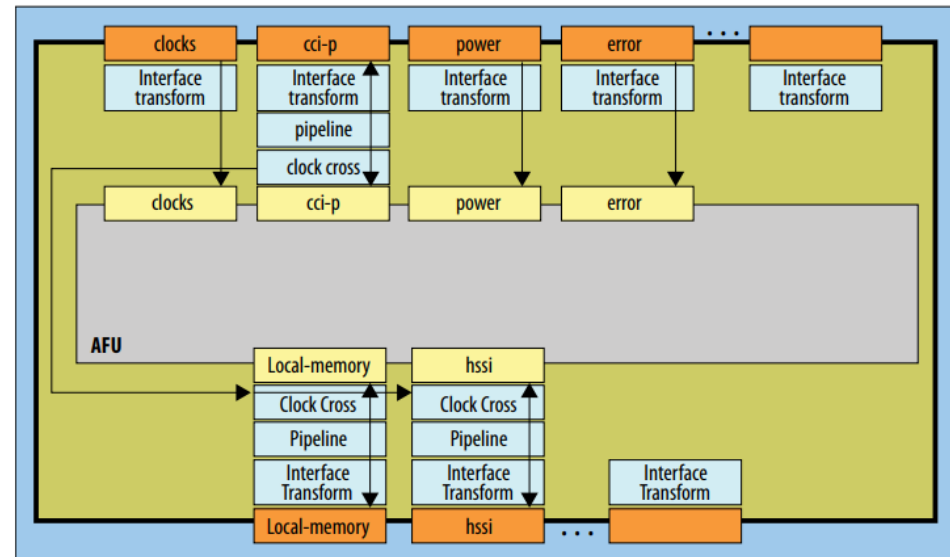 clocks
cci-p
power
error
. . .
Interface
transform
Interface
transform
Interface
transform
Interface
transform
Interface
transform
pipeline
clock cross
clocks
cci-p
power
error
AFU
Local-memory
hssi
Clock Cross
Clock Cross
Pipeline
Pipeline
Interface
Transform
Interface
Transform
Interface
Transform
Local-memory
hssi
. . .